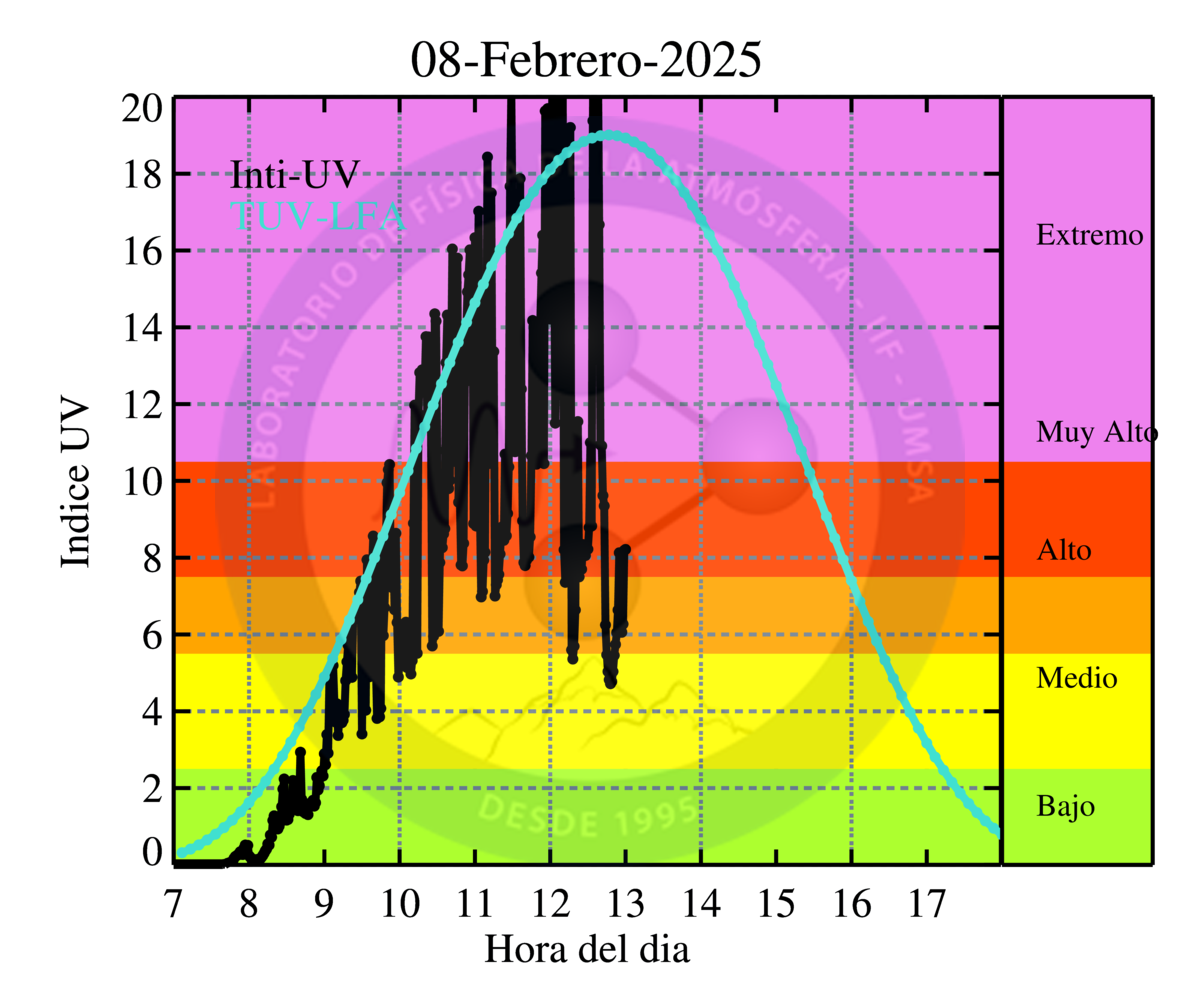 08-Febrero-2025
Indice UV
20
18
16
14
12
10
8
6
4
2
0
Inti-UV
TUV-LFA
LABORATORIO DE FÍSICA DE LA ATMÓSFERA - IIF - UMSA
DESDE 1995
Extremo
Muy Alto
Alto
Medio
Bajo
7 8 9 10 11 12 13 14 15 16 17
Hora del dia